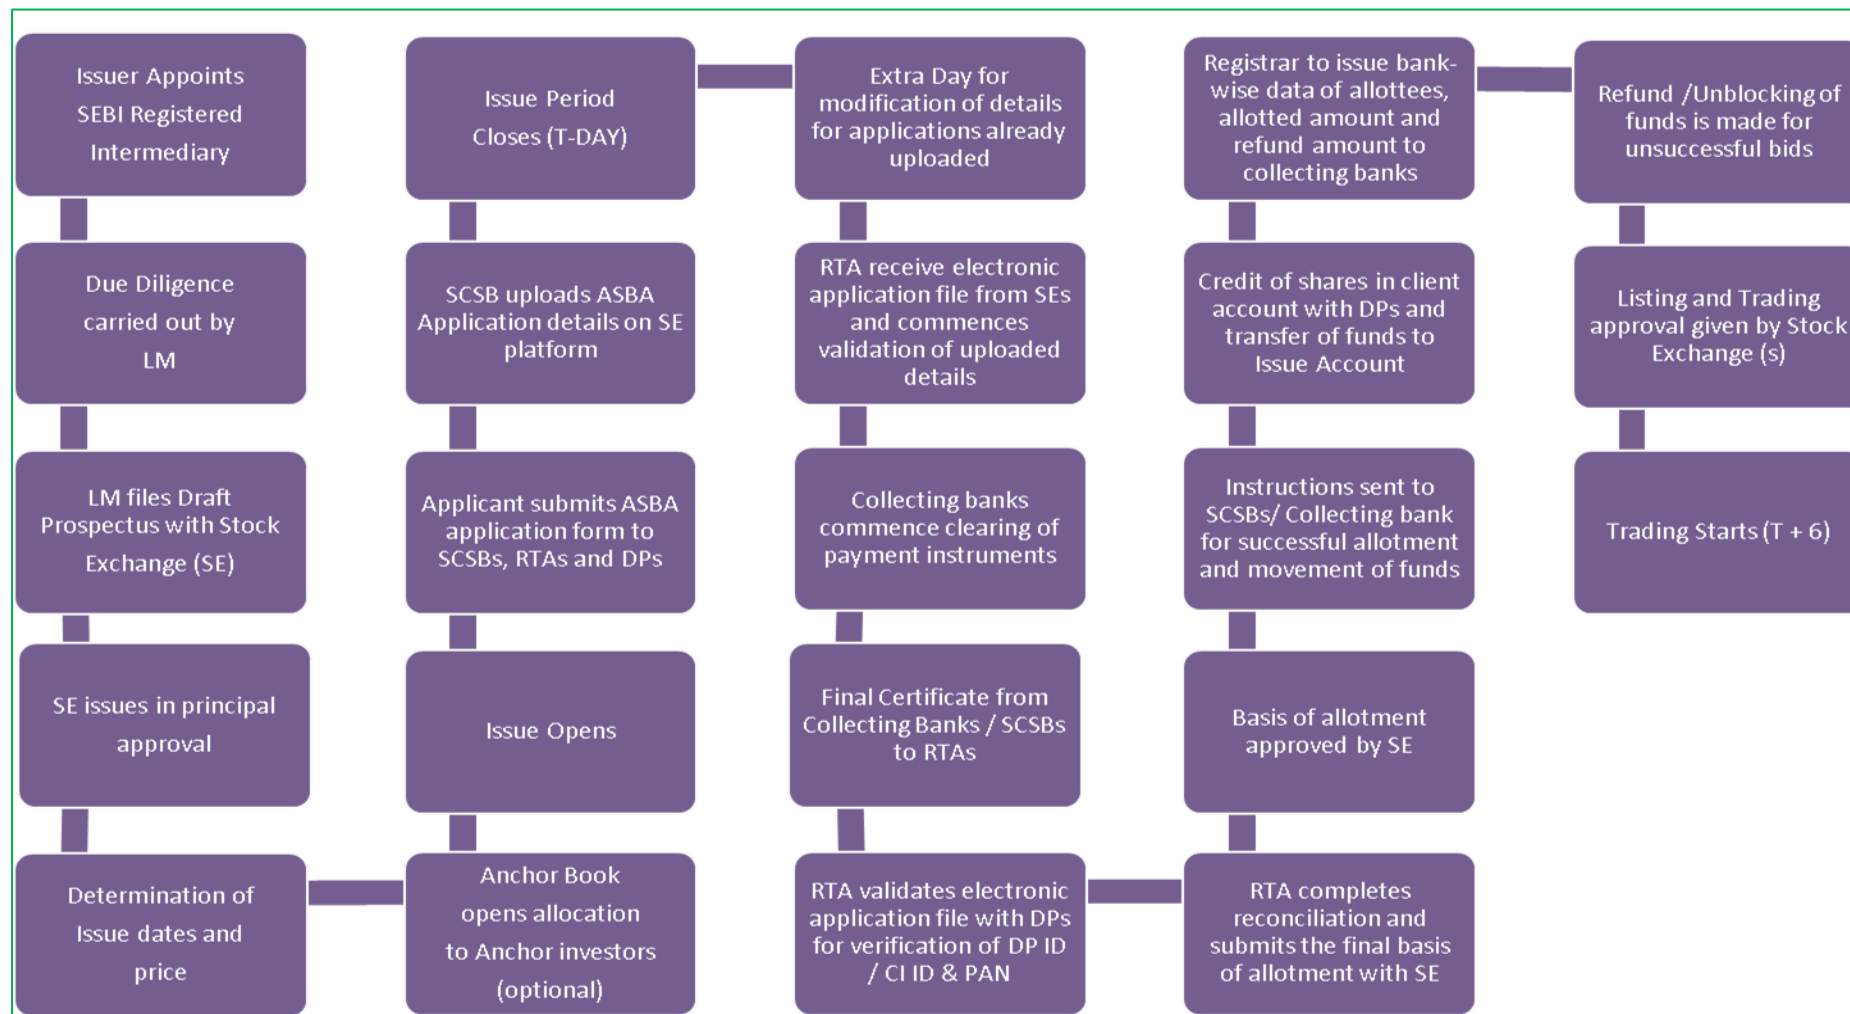 Issuer Appoints
SEBI Registered
Intermediary
Due Diligence
carried out by
LM
LM files Draft
Prospectus with Stock
Exchange (SE)
SE issues in principal
approval
Determination of
Issue dates and
price
Anchor Book
opens allocation
to Anchor investors
(optional)
Issue Opens
Applicant submits ASBA
application form to
SCSBs, RTAs and DPs
SCSB uploads ASBA
Application details on SE
platform
Issue Period
Closes (T-DAY)
Extra Day for
modification of details
for applications already
uploaded
RTA receive electronic
application file from SEs
and commences
validation of uploaded
details
Collecting banks
commence clearing of
payment instruments
Final Certificate from
Collecting Banks / SCSBs
to RTAs
RTA validates electronic
application file with DPs
for verification of DP ID
/ CI ID & PAN
RTA completes
reconciliation and
submits the final basis
of allotment with SE
Basis of allotment
approved by SE
Instructions sent to
SCSBs/ Collecting bank
for successful allotment
and movement of funds
Credit of shares in client
account with DPs and
transfer of funds to
Issue Account
Registrar to issue bank-
wise data of allottees,
allotted amount and
refund amount to
collecting banks
Refund /Unblocking of
funds is made for
unsuccessful bids
Listing and Trading
approval given by Stock
Exchange (s)
Trading Starts (T + 6)